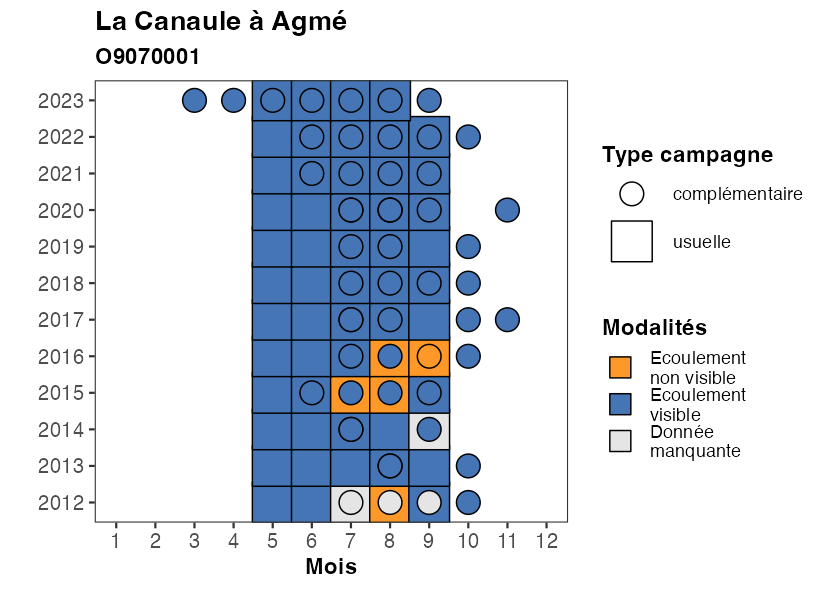 La Canaule à Agmé
O9070001
2023
2022
2021
2020
2019
2018
2017
2016
2015
2014
2013
2012
1 2 3 4 5 6 7 8 9 10 11 12
Mois
Type campagne
complémentaire
usuelle
Modalités
Ecoulement
non visible
Ecoulement
visible
Donnée
manquante